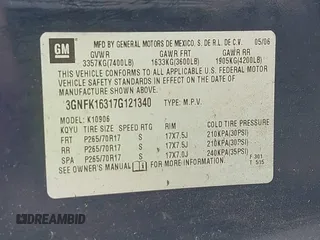 GM
MFD BY GENERAL MOTORS DE MEXICO, S. DE R.L. DE C.V. 05/06
GVWR GAWR FRT GAWR RR
3357KG(7400LB) 1633KG(3600LB) 1905KG(4200LB)
THIS VEHICLE CONFORMS TO ALL APPLICABLE U.S. FEDERAL MOTOR
VEHICLE SAFETY STANDARDS IN EFFECT ON THE DATE OF
MANUFACTURE SHOWN ABOVE.
3GNFK16317G121340 TYPE: M.P.V.
MODEL: K10906
KQYU TIRE SIZE SPEED RTG RIM COLD TIRE PRESSURE
FRT P265/70R17 S 17X7.5J 210KPA(30PSI)
RR P265/70R17 S 17X7.5J 210KPA(30PSI)
SPA P265/70R17 S 17X7.0J 240KPA(35PSI)
SEE OWNER'S MANUAL FOR MORE INFORMATION.
F.301
T 515
DREAMBID